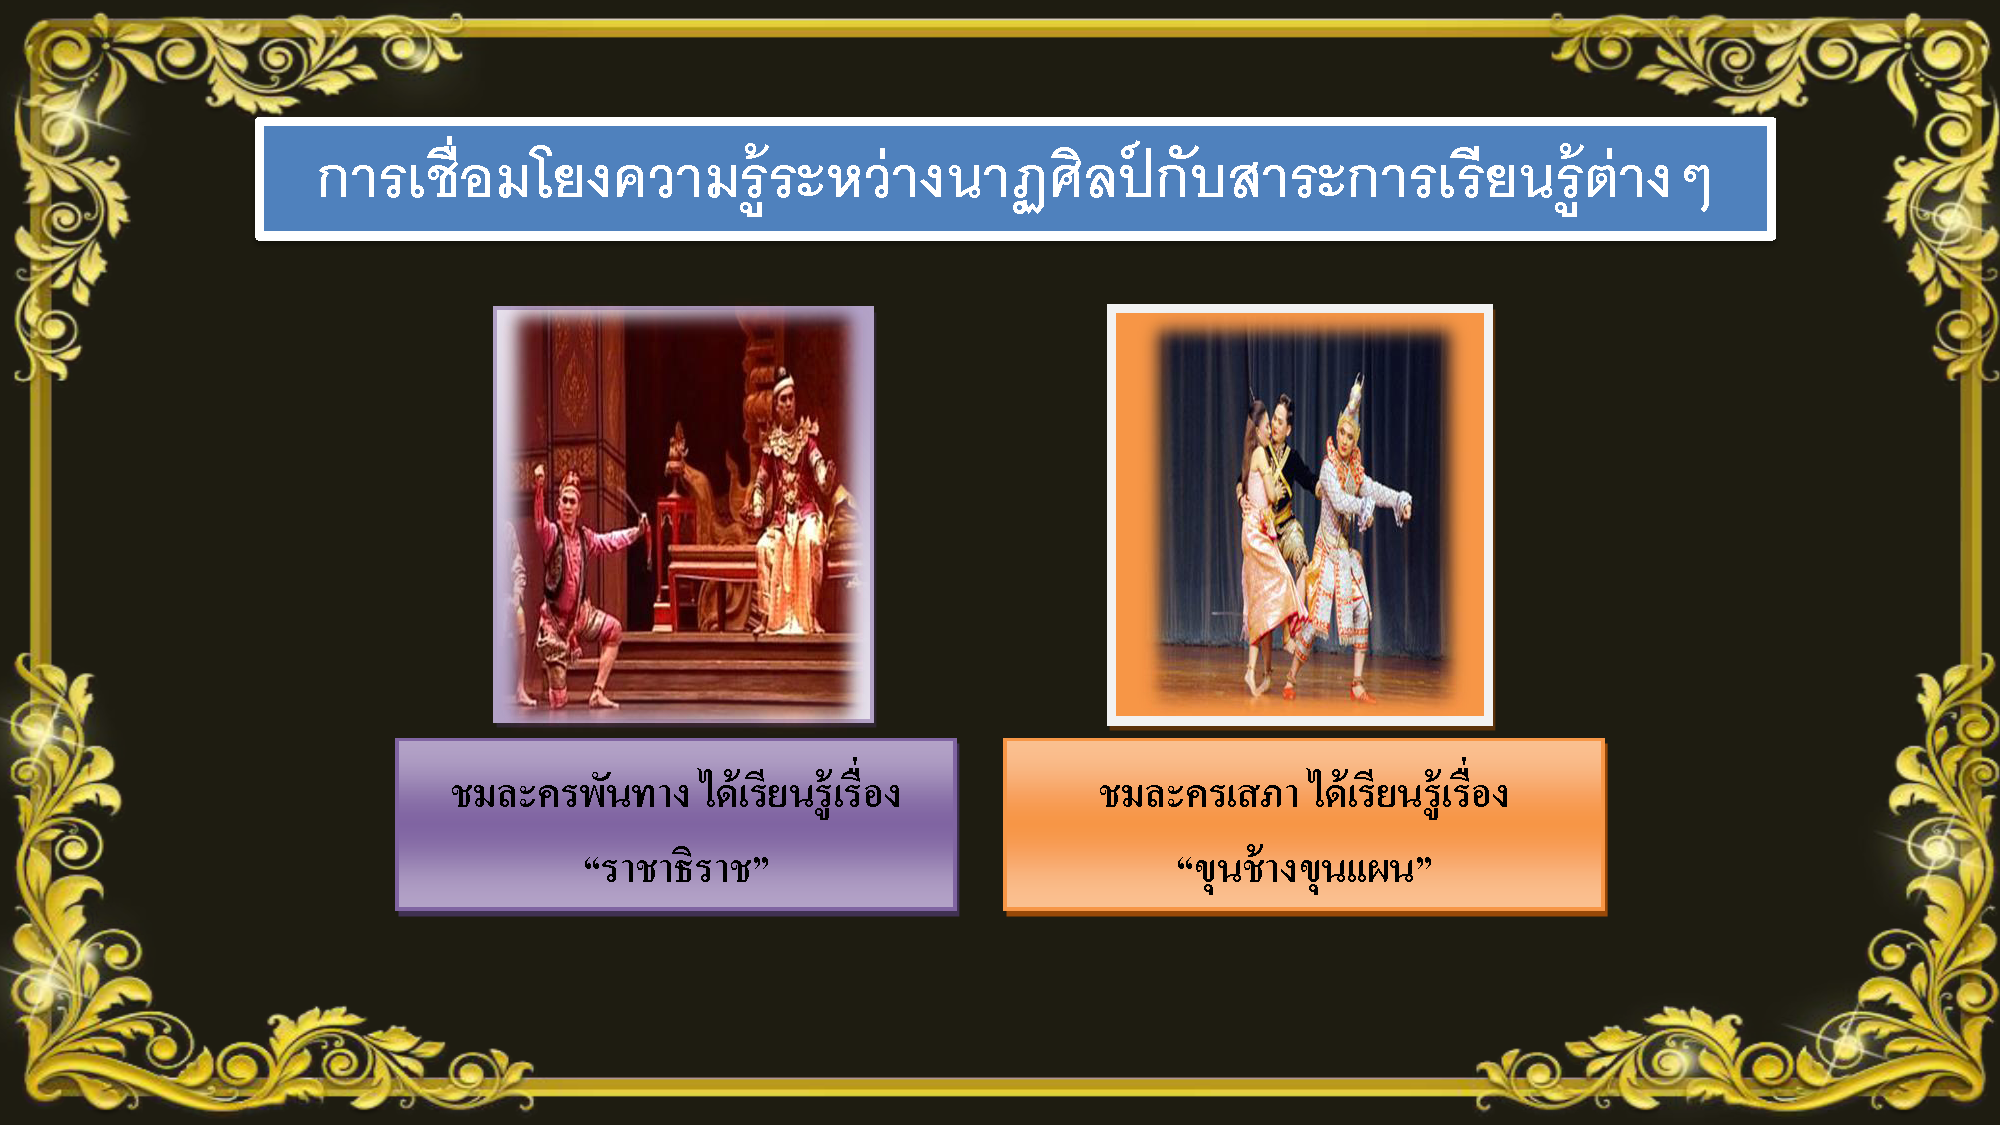 การเชื่อมโยงความรู้ระหว่างนาฏศิลป์กับสาระการเรียนรู้ต่าง ๆ
ชมละครพันทาง ได้เรียนรู้เรื่อง
“ราชาธิราช”
ชมละครเสภา ได้เรียนรู้เรื่อง
“ขุนช้างขุนแผน”